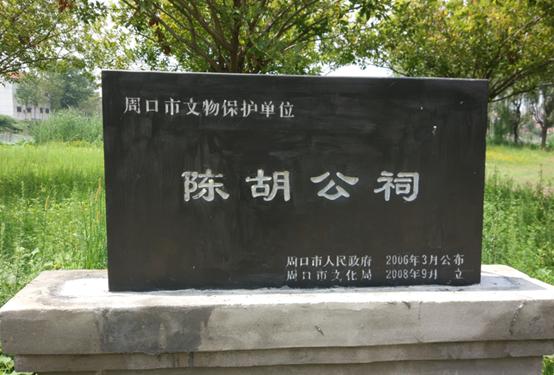 周口市文物保护单位
陈胡公祠
周口市人民政府 2006年3月公布
周口市文化局 2008年9月 立